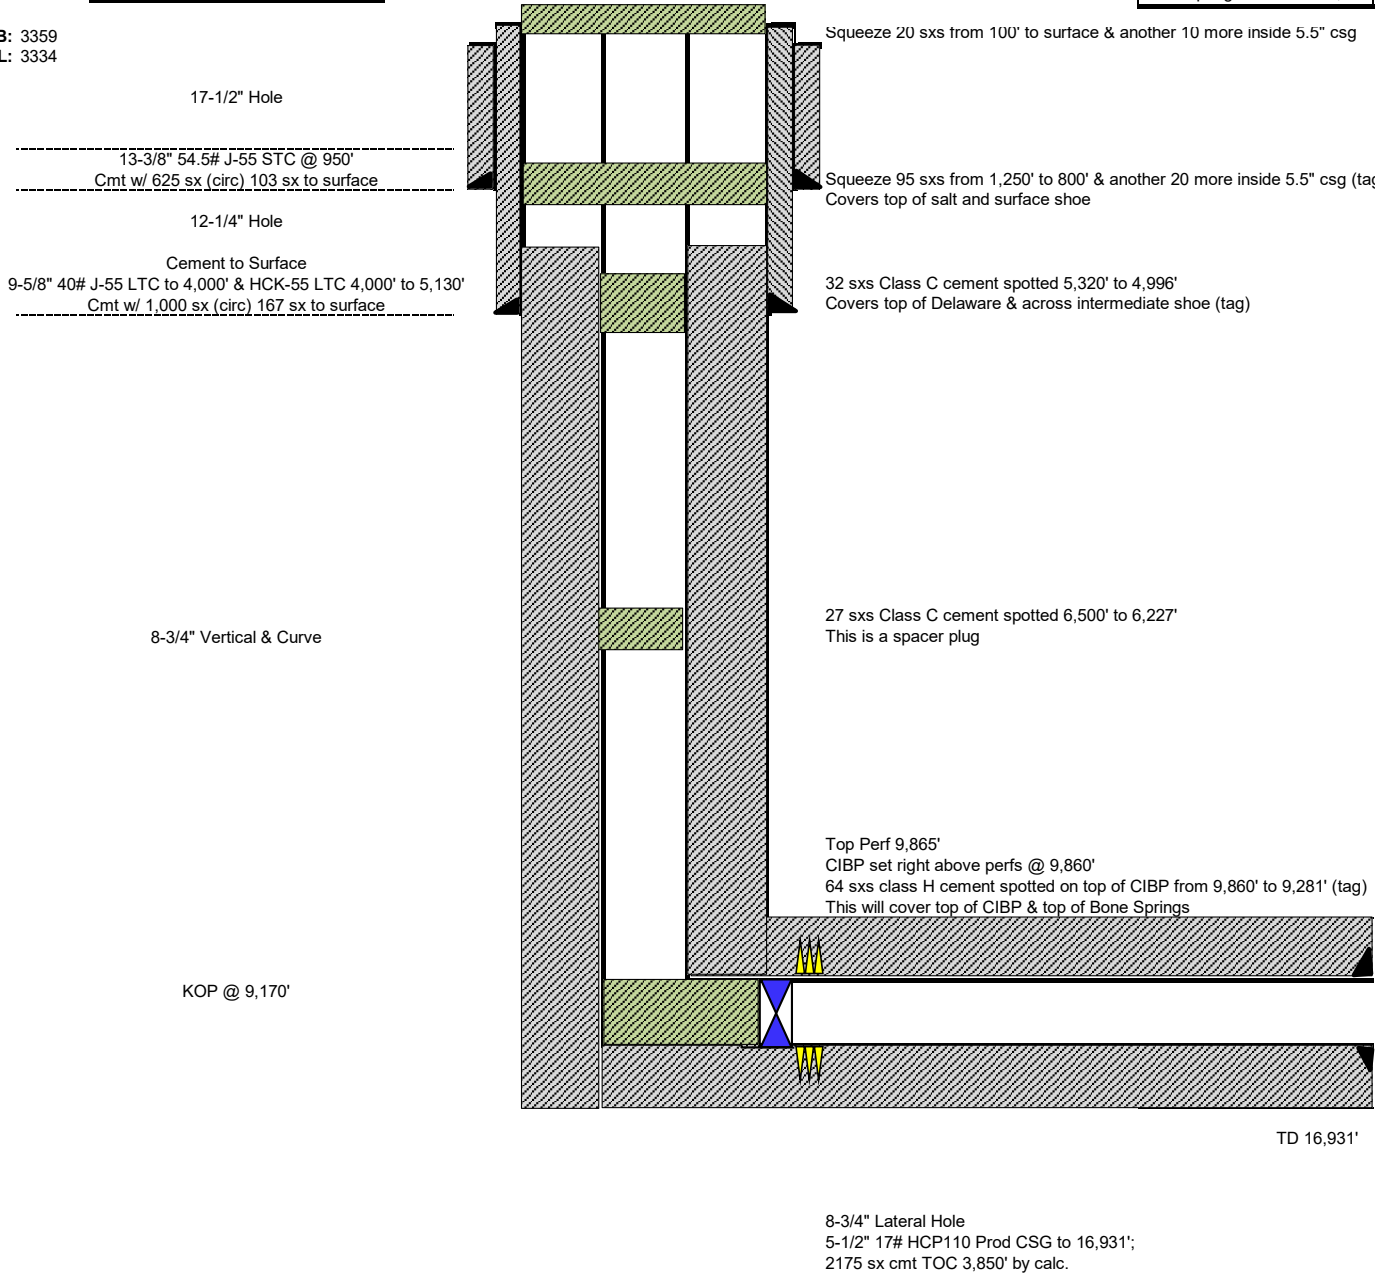 B: 3359
L: 3334
Squeeze 20 sxs from 100' to surface & another 10 more inside 5.5" csg
17-1/2" Hole
13-3/8" 54.5# J-55 STC @ 950'
Cmt w/ 625 sx (circ) 103 sx to surface
Squeeze 95 sxs from 1,250' to 800' & another 20 more inside 5.5" csg (tag
Covers top of salt and surface shoe
12-1/4" Hole
Cement to Surface
9-5/8" 40# J-55 LTC to 4,000' & HCK-55 LTC 4,000' to 5,130'
Cmt w/ 1,000 sx (circ) 167 sx to surface
32 sxs Class C cement spotted 5,320' to 4,996'
Covers top of Delaware & across intermediate shoe (tag)
27 sxs Class C cement spotted 6,500' to 6,227'
This is a spacer plug
8-3/4" Vertical & Curve
Top Perf 9,865'
CIBP set right above perfs @ 9,860'
64 sxs class H cement spotted on top of CIBP from 9,860' to 9,281' (tag)
This will cover top of CIBP & top of Bone Springs
KOP @ 9,170'
TD 16,931'
8-3/4" Lateral Hole
5-1/2" 17# HCP110 Prod CSG to 16,931';
2175 sx cmt TOC 3,850' by calc.